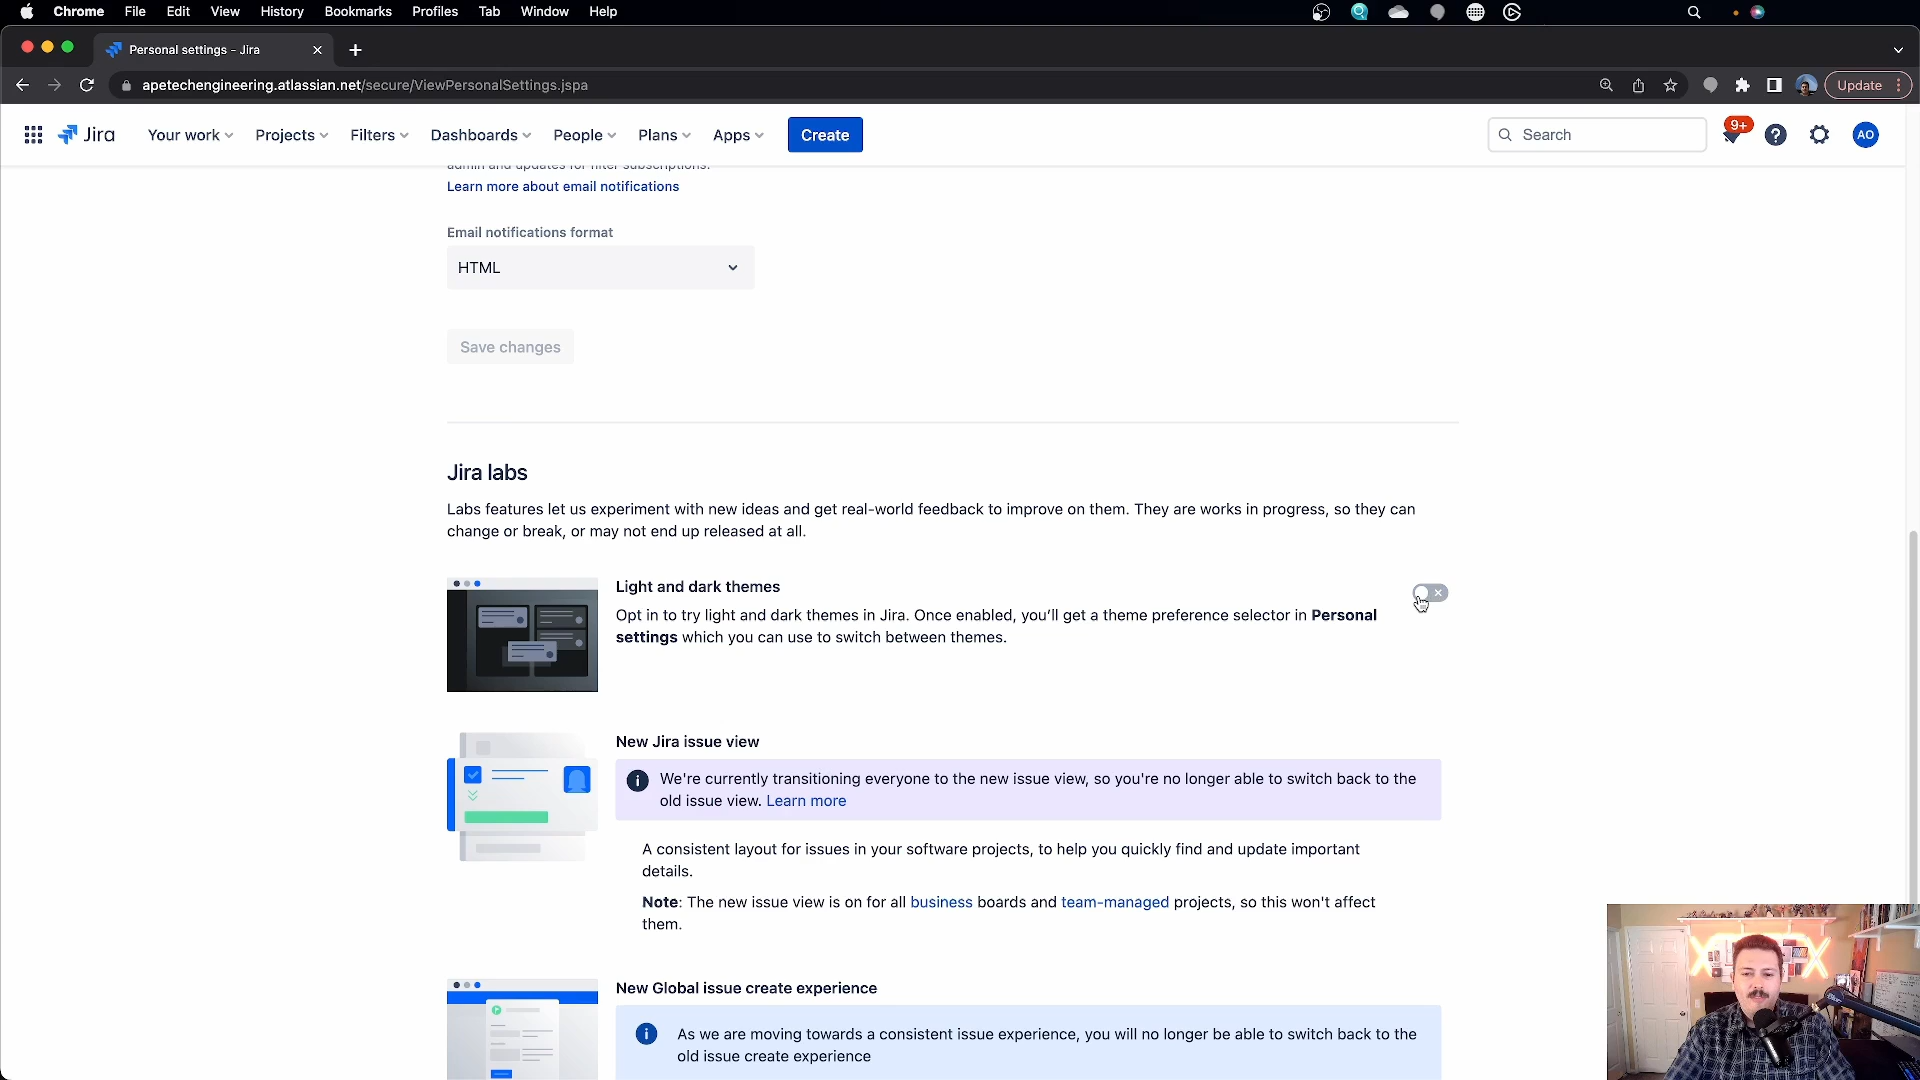 Chrome File Edit View History Bookmarks Profiles Tab Window Help
Personal settings - Jira
apetechengineering.atlassian.net/secure/ViewPersonalSettings.jspa
Update
Jira Your work Projects Filters Dashboards People Plans Apps Create
Search
9+
AO
admin and updates for filter subscriptions.
Learn more about email notifications
Email notifications format
HTML
Save changes
Jira labs
Labs features let us experiment with new ideas and get real-world feedback to improve on them. They are works in progress, so they can
change or break, or may not end up released at all.
Light and dark themes
Opt in to try light and dark themes in Jira. Once enabled, you’ll get a theme preference selector in Personal
settings which you can use to switch between themes.
New Jira issue view
We're currently transitioning everyone to the new issue view, so you're no longer able to switch back to the
old issue view. Learn more
A consistent layout for issues in your software projects, to help you quickly find and update important
details.
Note: The new issue view is on for all business boards and team-managed projects, so this won't affect
them.
New Global issue create experience
As we are moving towards a consistent issue experience, you will no longer be able to switch back to the
old issue create experience